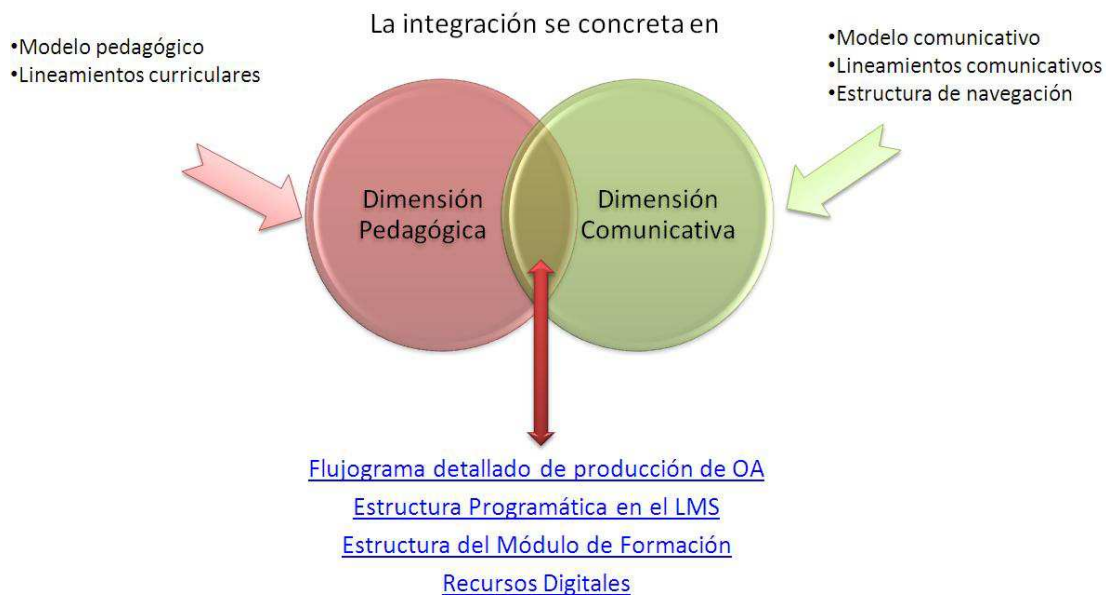 La integración se concreta en
•Modelo pedagógico
•Lineamientos curriculares
•Modelo comunicativo
•Lineamientos comunicativos
•Estructura de navegación
Dimensión
Pedagógica
Dimensión
Comunicativa
Flujograma detallado de producción de OA
Estructura Programática en el LMS
Estructura del Módulo de Formación
Recursos Digitales